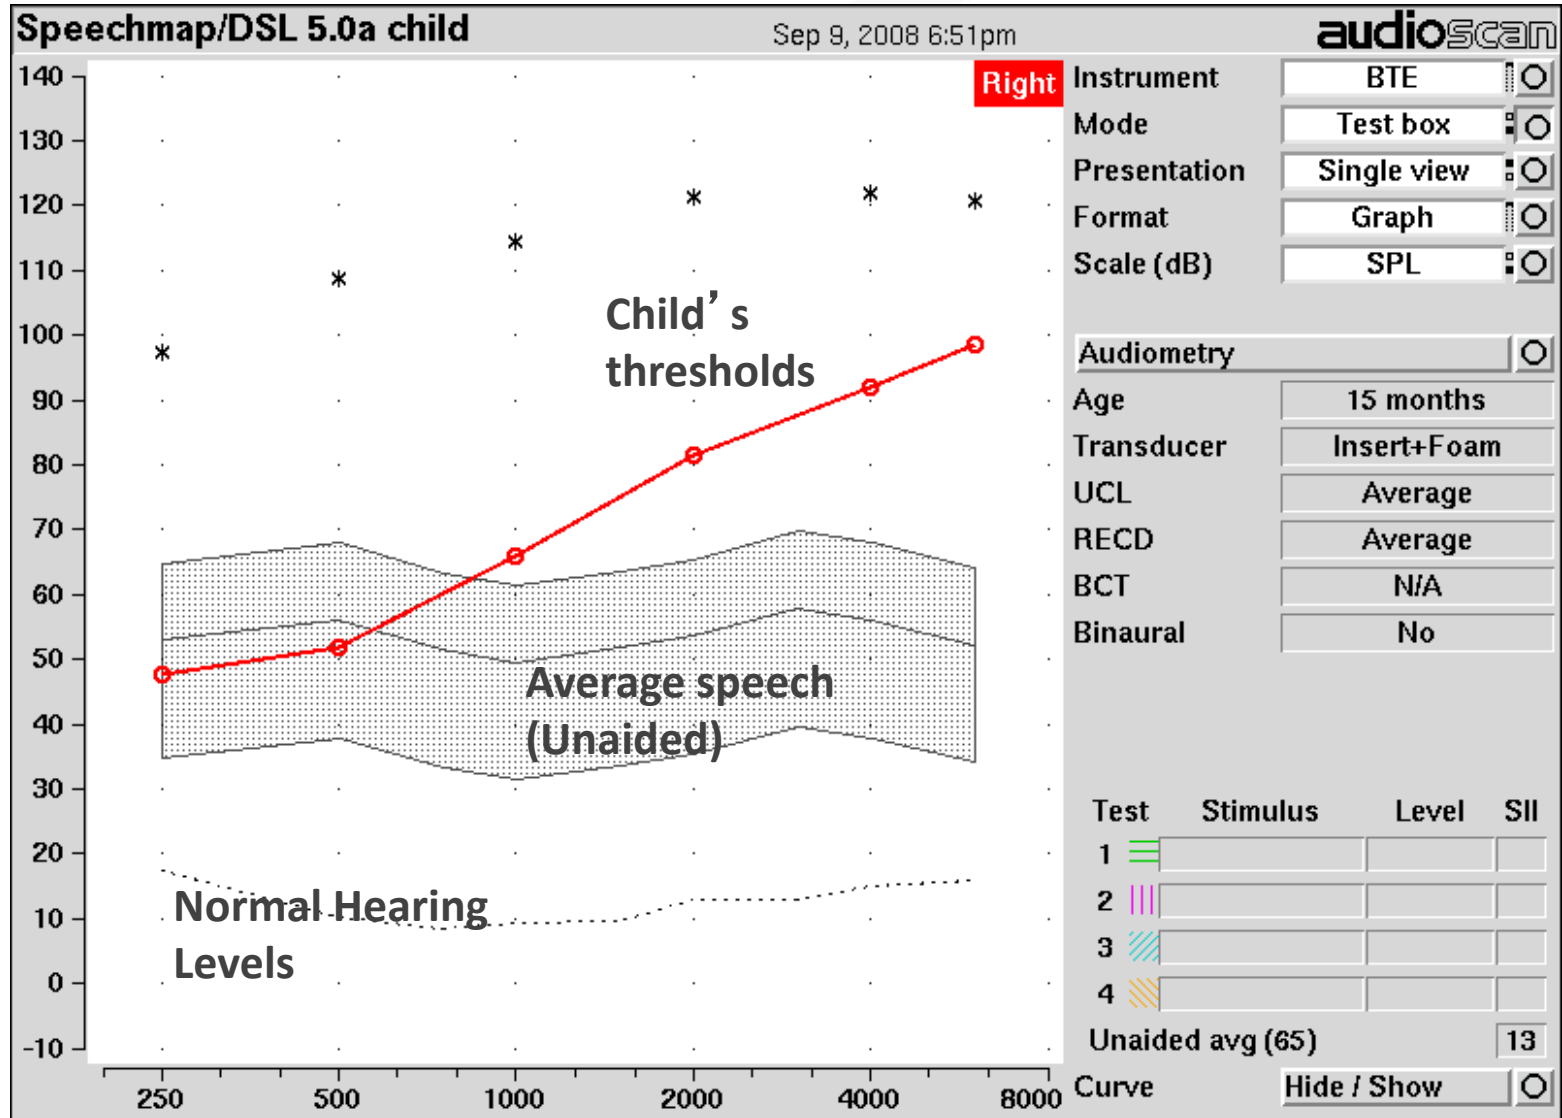 Speechmap/DSL 5.0a child
Sep 9, 2008 6:51pm
audioscan
140
130
120
110
100
90
80
70
60
50
40
30
20
10
0
-10
250
500
1000
2000
4000
8000
Right
Child’s
thresholds
Average speech
(Unaided)
Normal Hearing
Levels
Instrument BTE
Mode Test box
Presentation Single view
Format Graph
Scale (dB) SPL
Audiometry
Age 15 months
Transducer Insert+Foam
UCL Average
RECD Average
BCT N/A
Binaural No
Test Stimulus Level SII
1
2
3
4
Unaided avg (65) 13
Curve Hide / Show